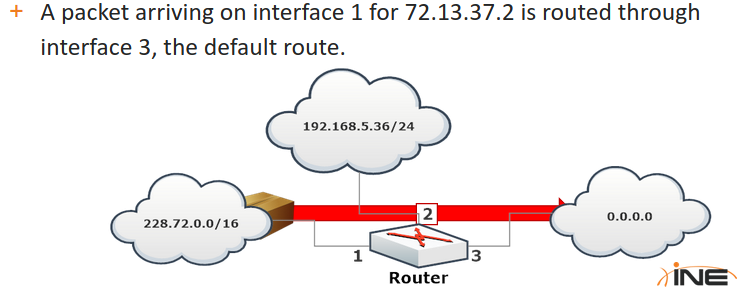 + A packet arriving on interface 1 for 72.13.37.2 is routed through
interface 3, the default route.
192.168.5.36/24
228.72.0.0/16
2
0.0.0.0
1
3
Router
INE